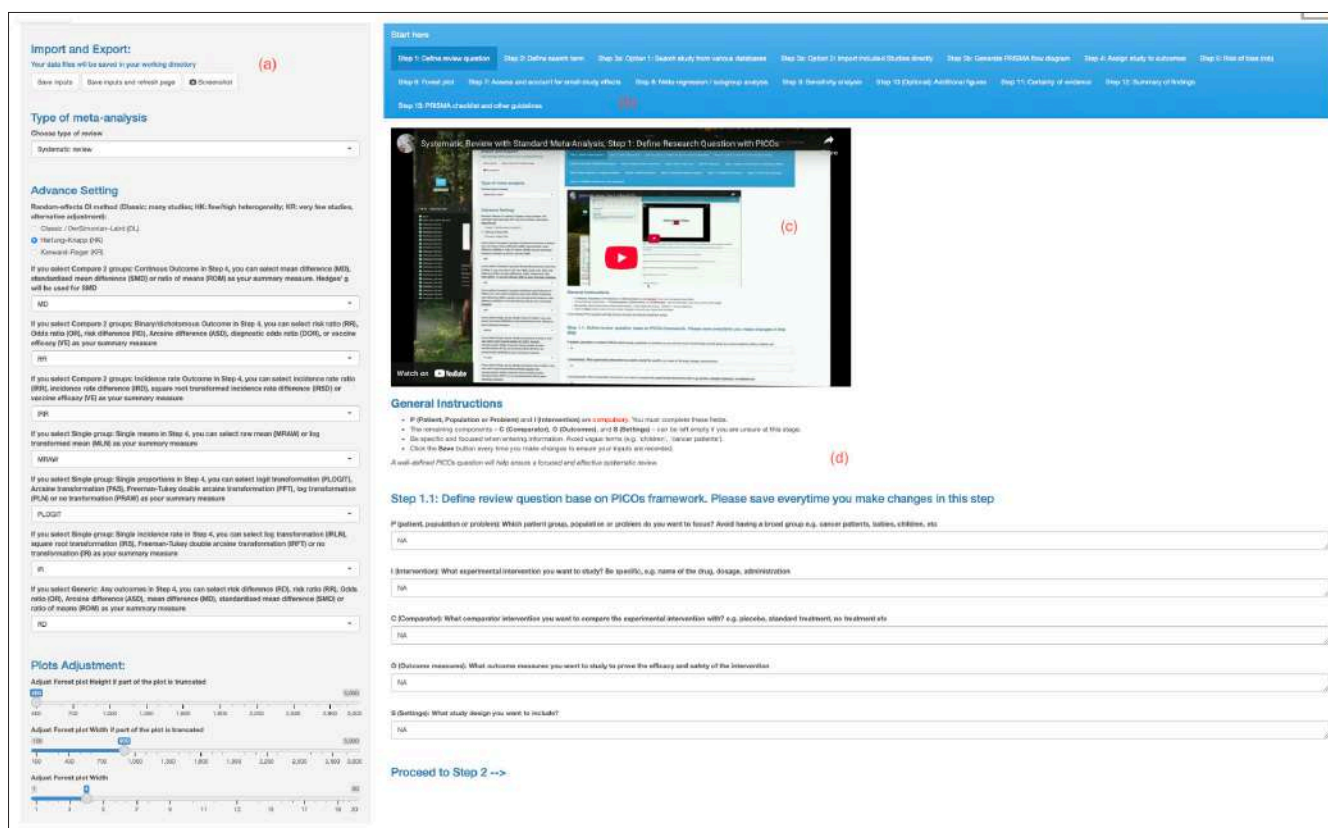 Import and Export:
Your data files will be saved in your working directory
(a)
Save inputs
Save inputs and refresh page
Screenshot
Type of meta-analysis
Choose type of review
Systematic review
Advance Setting
Random-effects CI method (Classic: many studies; HK: few/high heterogeneity; KR: very few studies,
alternative adjustment):
Classic / DerSimonian-Laird (DL)
Hartung-Knapp (HK)
Kenward-Roger (KR)
If you select Compare 2 groups: Continous Outcome in Step 4, you can select mean difference (MD),
standardised mean difference (SMD) or ratio of means (ROM) as your summary measure. Hedges' g
will be used for SMD
MD
If you select Compare 2 groups: Binary/dichotomous Outcome in Step 4, you can select risk ratio (RR),
Odds ratio (OR), risk difference (RD), Arcsine difference (ASD), diagnostic odds ratio (DOR), or vaccine
efficacy (VE) as your summary measure
RR
If you select Compare 2 groups: Incidence rate Outcome in Step 4, you can select incidence rate ratio
(IRR), incidence rate difference (IRD), square root transformed incidence rate difference (IRSD) or
vaccine efficacy (VE) as your summary measure
IRR
If you select Single group: Single means in Step 4, you can select raw mean (MRAW) or log
transformed mean (MLN) as your summary measure
MRAW
If you select Single group: Single proportions in Step 4, you can select logit transformation (PLOGIT),
Arcsine transformation (PAS), Freeman-Tukey double arcsine transformation (PFT), log transformation
(PLN) or no tranformation (PRAW) as your summary measure
PLOGIT
If you select Single group: Single incidence rate in Step 4, you can select log transformation (IRLN),
square root transformation (IRS), Freeman-Tukey double arcsine transformation (IRFT) or no
transformation (IR) as your summary measure
IR
If you select Generic: Any outcomes in Step 4, you can select risk difference (RD), risk ratio (RR), Odds
ratio (OR), Arcsine difference (ASD), mean difference (MD), standardised mean difference (SMD) or
ratio of means (ROM) as your summary measure
RD
Plots Adjustment:
Adjust Forest plot Height if part of the plot is truncated
Adjust Forest plot Width if part of the plot is truncated
Adjust Forest plot Width
Start here
Step 1: Define review question
Step 2: Define search term
Step 3a: Option 1: Search study from various databases
Step 3a: Option 2: Import Included Studies directly
Step 3b: Generate PRISMA flow diagram
Step 4: Assign study to outcomes
Step 5: Risk of bias (rob)
Step 6: Forest plot
Step 7: Assess and account for small study effects
Step 8: Meta-regression / subgroup analysis
Step 9: Sensitivity analysis
Step 10 (Optional): Additional figures
Step 11: Certainty of evidence
Step 12: Summary of findings
Step 13: PRISMA checklist and other guidelines
(b)
Systematic Review with Standard Meta-Analysis, Step 1: Define Research Question with PICOs
(c)
Watch on YouTube
General Instructions
P (Patient, Population or Problem) and I (Intervention) are compulsory. You must complete these fields.
The remaining components – C (Comparator), O (Outcomes), and S (Settings) – can be left empty if you are unsure at this stage.
Be specific and focused when entering information. Avoid vague terms (e.g. 'children', 'cancer patients').
Click the Save button every time you make changes to ensure your inputs are recorded.
(d)
A well-defined PICOs question will help ensure a focused and effective systematic review.
Step 1.1: Define review question base on PICOs framework. Please save everytime you make changes in this step
P (patient, population or problem): Which patient group, population or problem do you want to focus? Avoid having a broad group e.g. cancer patients, babies, children, etc
NA
I (Intervention): What experimental intervention you want to study? Be specific, e.g. name of the drug, dosage, administration
NA
C (Comparator): What comparator intervention you want to compare the experimental intervention with? e.g. placebo, standard treatment, no treatment etc
NA
O (Outcome measures): What outcome measures you want to study to prove the efficacy and safety of the intervention
NA
S (Settings): What study design you want to include?
NA
Proceed to Step 2 -->